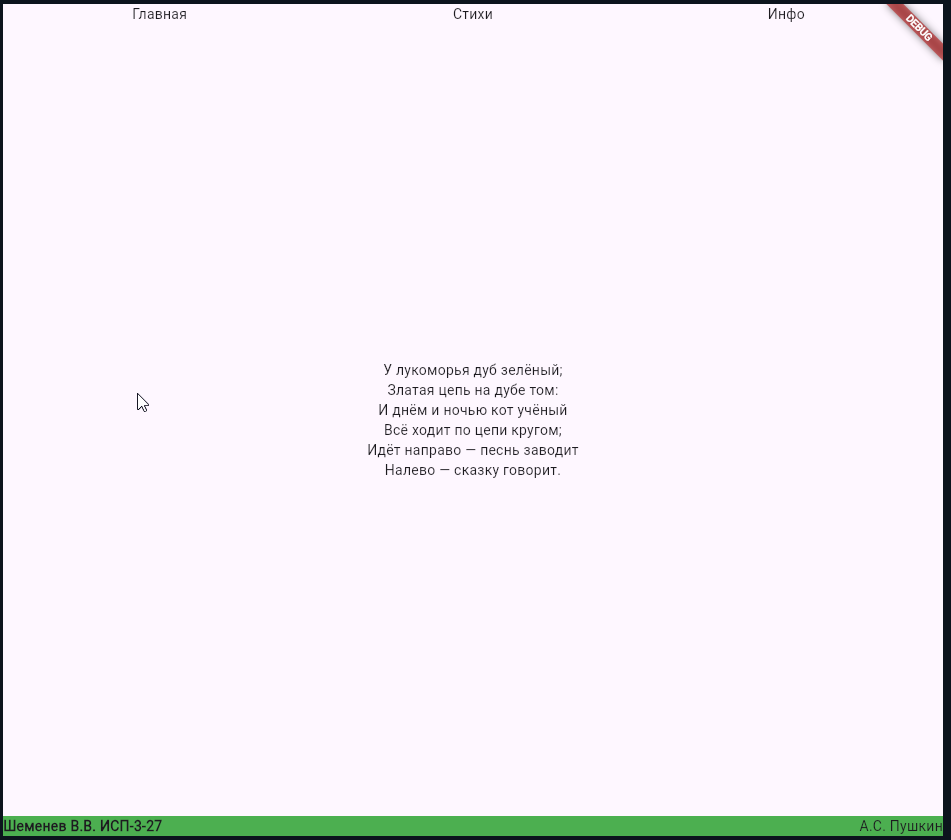 Главная Стихи Инфо
DEBUG
У лукоморья дуб зелёный;
Златая цепь на дубе том:
И днём и ночью кот учёный
Всё ходит по цепи кругом;
Идёт направо — песнь заводит
Налево — сказку говорит.
Шеменев В.В. ИСП-3-27 А.С. Пушкин